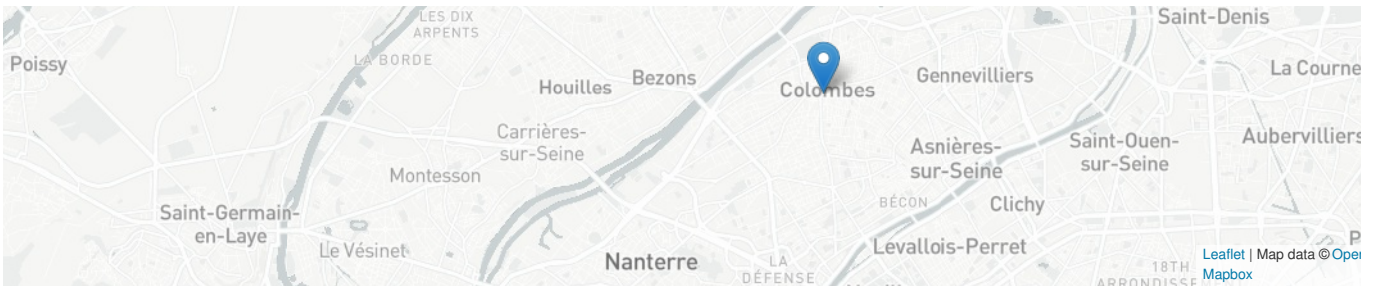 LES DIX
ARPENTS
Saint-Denis
Poissy
LA BORDE
Houilles
Bezons
Colombes
Gennevilliers
La Courne
Carrières-
sur-Seine
Asnières-
sur-Seine
Saint-Ouen-
sur-Seine
Aubervilliers
Montesson
Saint-Germain-
en-Laye
BÉCON
Clichy
Le Vésinet
Nanterre
LA
DÉFENSE
Levallois-Perret
18TH
ARRONDISSE
P
Leaflet | Map data © Oper
Mapbox